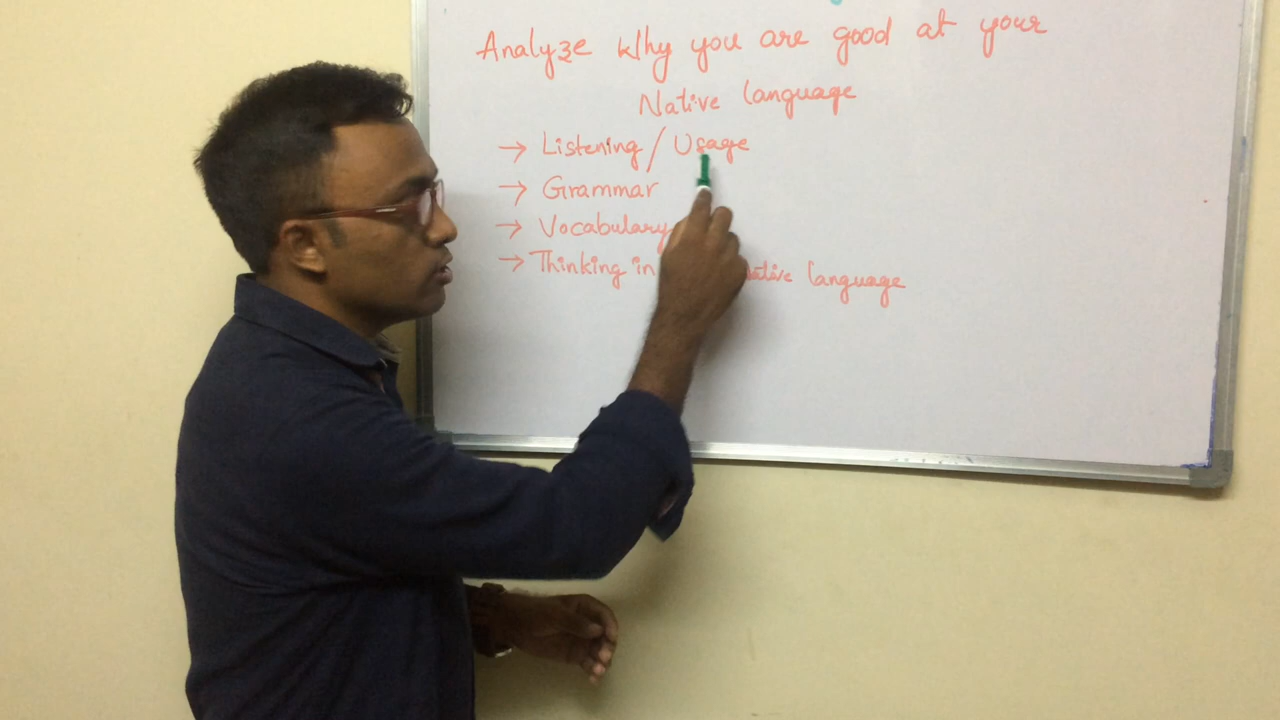 Analyze Why you are good at your
Native language
→ Listening / Usage
→ Grammar
→ Vocabulary
→ Thinking in native language